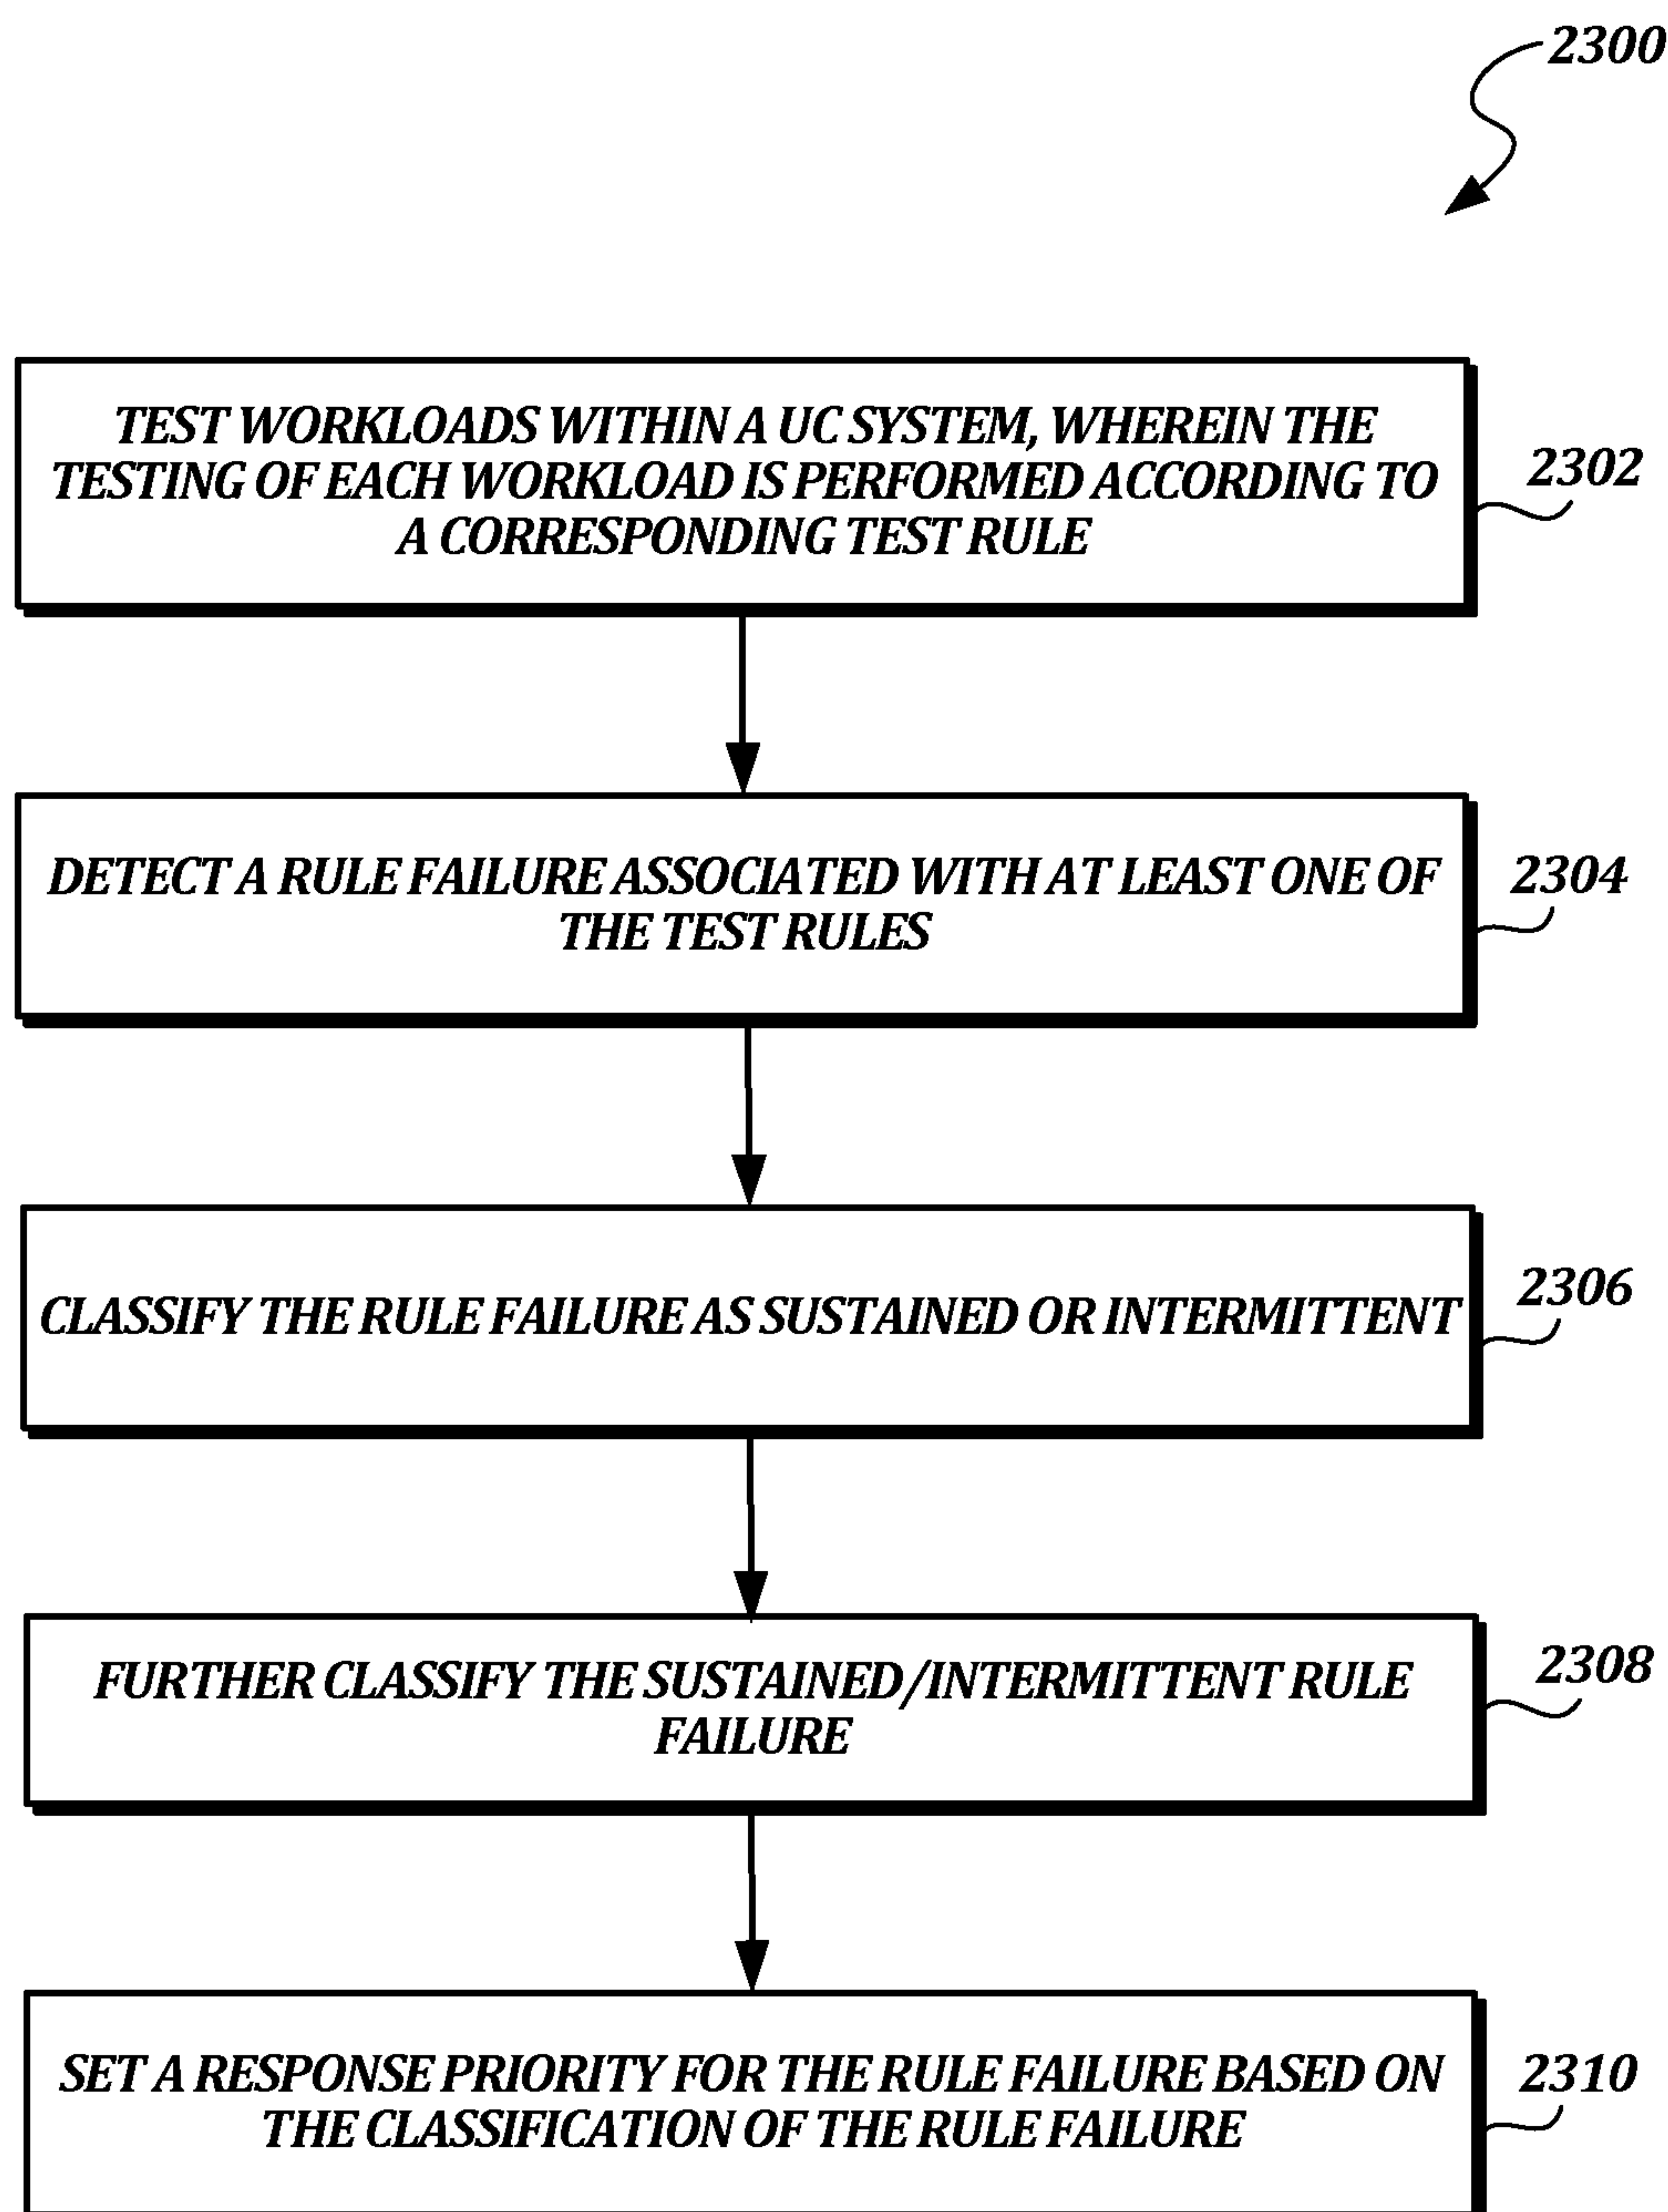 2300
TEST WORKLOADS WITHIN A UC SYSTEM, WHEREIN THE
TESTING OF EACH WORKLOAD IS PERFORMED ACCORDING TO
A CORRESPONDING TEST RULE
2302
DETECT A RULE FAILURE ASSOCIATED WITH AT LEAST ONE OF
THE TEST RULES
2304
CLASSIFY THE RULE FAILURE AS SUSTAINED OR INTERMITTENT
2306
FURTHER CLASSIFY THE SUSTAINED/INTERMITTENT RULE
FAILURE
2308
SET A RESPONSE PRIORITY FOR THE RULE FAILURE BASED ON
THE CLASSIFICATION OF THE RULE FAILURE
2310